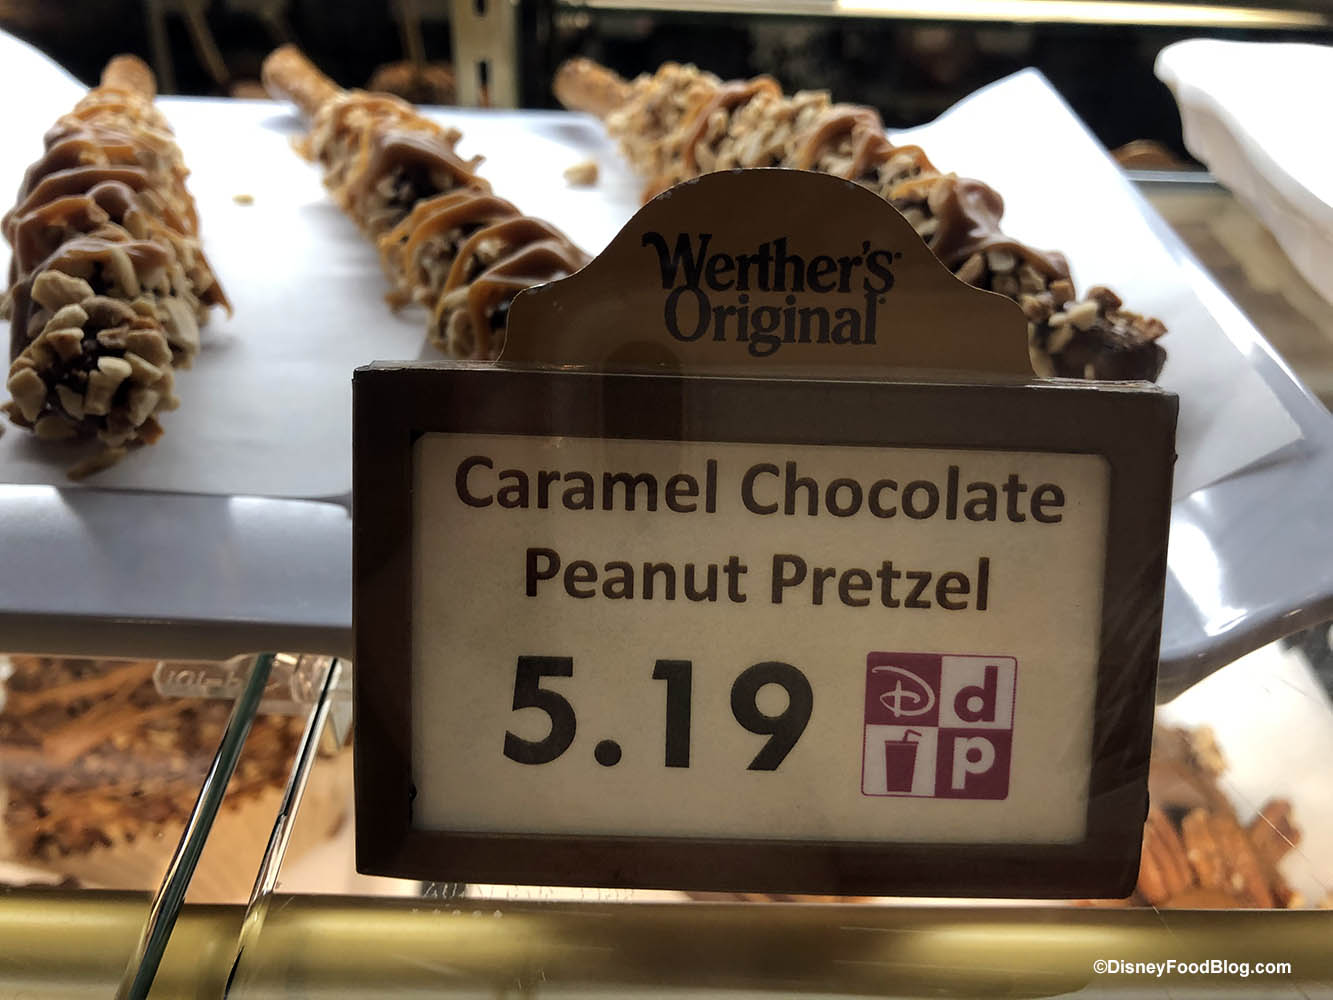 Werther's
Original
Caramel Chocolate
Peanut Pretzel
5.19
D d
p
©DisneyFoodBlog.com